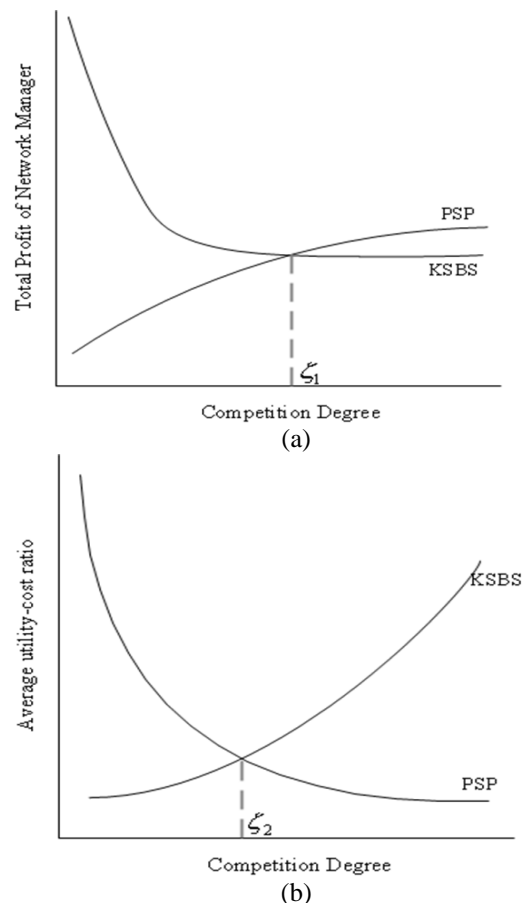 Total Profit of Network Manager
PSP
KSBS
ζ1
Competition Degree
(a)
Average utility-cost ratio
KSBS
PSP
ζ2
Competition Degree
(b)